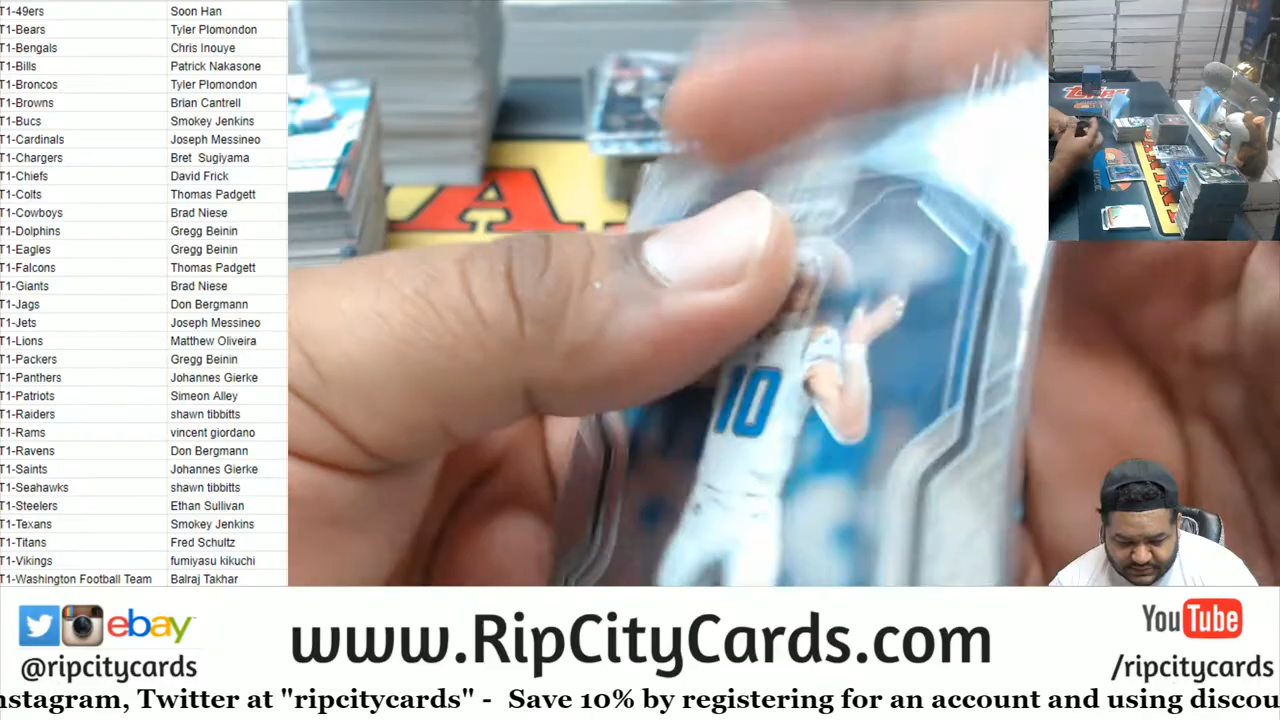 T1-49ers Soon Han
T1-Bears Tyler Plomondon
T1-Bengals Chris Inouye
T1-Bills Patrick Nakasone
T1-Broncos Tyler Plomondon
T1-Browns Brian Cantrell
T1-Bucs Smokey Jenkins
T1-Cardinals Joseph Messineo
T1-Chargers Bret Sugiyama
T1-Chiefs David Frick
T1-Colts Thomas Padgett
T1-Cowboys Brad Niese
T1-Dolphins Gregg Beinin
T1-Eagles Gregg Beinin
T1-Falcons Thomas Padgett
T1-Giants Brad Niese
T1-Jags Don Bergmann
T1-Jets Joseph Messineo
T1-Lions Matthew Oliveira
T1-Packers Gregg Beinin
T1-Panthers Johannes Gierke
T1-Patriots Simeon Alley
T1-Raiders shawn tibbitts
T1-Rams vincent giordano
T1-Ravens Don Bergmann
T1-Saints Johannes Gierke
T1-Seahawks shawn tibbitts
T1-Steelers Ethan Sullivan
T1-Texans Smokey Jenkins
T1-Titans Fred Schultz
T1-Vikings fumiyasu kikuchi
T1-Washington Football Team Balraj Takhar
10
Topps
ebay
@ripcitycards
www.RipCityCards.com
YouTube
/ripcitycards
nstagram, Twitter at "ripcitycards" - Save 10% by registering for an account and using discou